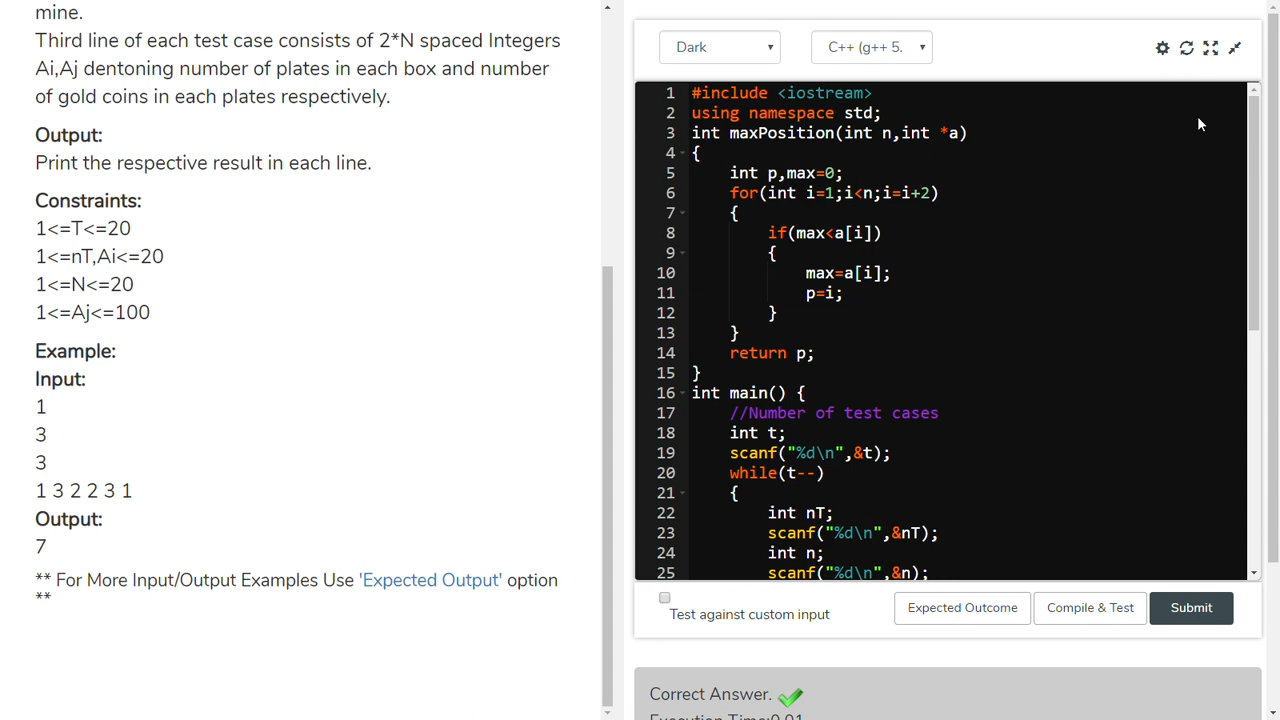 mine.
Third line of each test case consists of 2*N spaced Integers
Ai,Aj dentoning number of plates in each box and number
of gold coins in each plates respectively.
Output:
Print the respective result in each line.
Constraints:
1<=T<=20
1<=nT,Ai<=20
1<=N<=20
1<=Aj<=100
Example:
Input:
1
3
3
1 3 2 2 3 1
Output:
7
** For More Input/Output Examples Use 'Expected Output' option
**
Dark
C++ (g++ 5.
1 #include <iostream>
2 using namespace std;
3 int maxPosition(int n,int *a)
4 {
5 int p,max=0;
6 for(int i=1;i<n;i=i+2)
7 {
8 if(max<a[i])
9 {
10 max=a[i];
11 p=i;
12 }
13 }
14 return p;
15 }
16 int main() {
17 //Number of test cases
18 int t;
19 scanf("%d\n",&t);
20 while(t--)
21 {
22 int nT;
23 scanf("%d\n",&nT);
24 int n;
25 scanf("%d\n",&n);
Test against custom input
Expected Outcome
Compile & Test
Submit
Correct Answer.
Execution Time:0.01